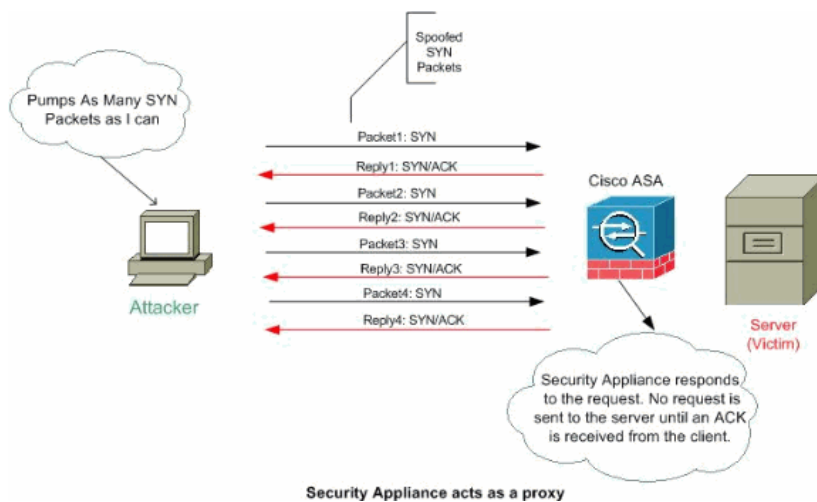 Spoofed
SYN
Packets
Pumps As Many SYN
Packets as I can
Packet1: SYN
Reply1: SYN/ACK
Packet2: SYN
Reply2: SYN/ACK
Packet3: SYN
Reply3: SYN/ACK
Packet4: SYN
Reply4: SYN/ACK
Attacker
Cisco ASA
Server
(Victim)
Security Appliance responds
to the request. No request is
sent to the server until an ACK
is received from the client.
Security Appliance acts as a proxy